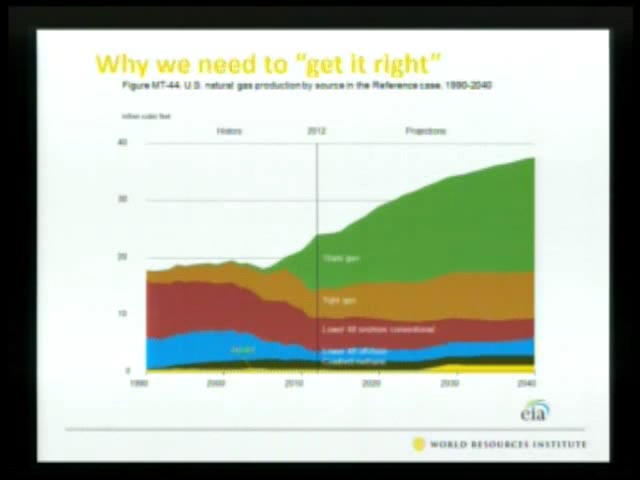 Why we need to “get it right”
Figure MT-44. U.S. natural gas production by source in the Reference case, 1990-2040
trillion cubic feet
History 2012 Projections
40
30
Shale gas
20
Tight gas
10
Lower 48 onshore conventional
Lower 48 offshore
Alaska
Coalbed methane
0
1990 2000 2010 2020 2030 2040
eia
WORLD RESOURCES INSTITUTE